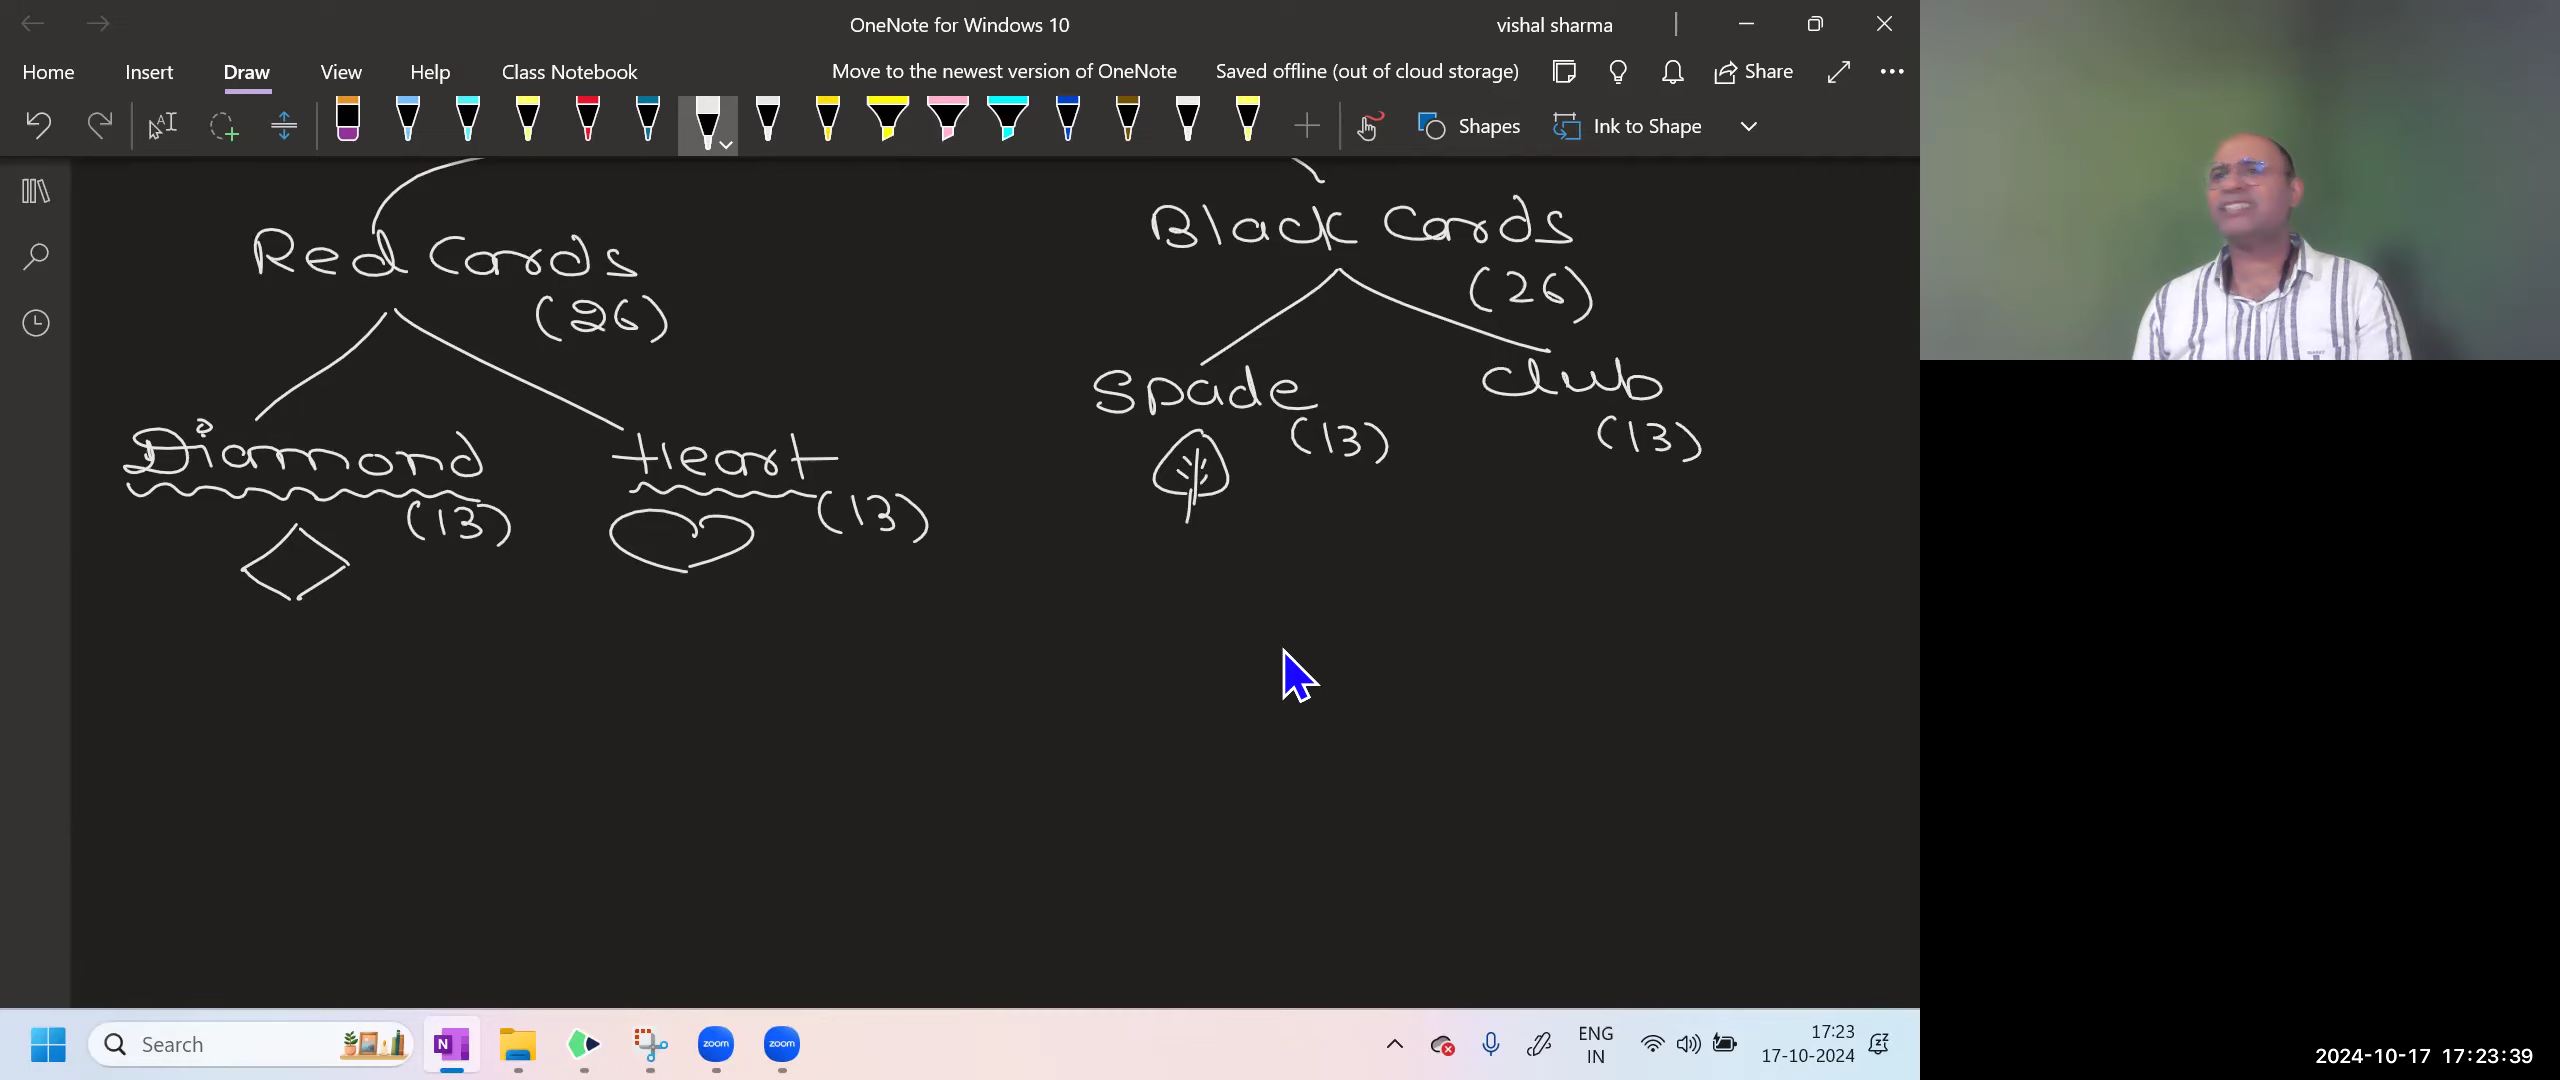 OneNote for Windows 10
vishal sharma
Home Insert Draw View Help Class Notebook
Move to the newest version of OneNote Saved offline (out of cloud storage) Share
Shapes Ink to Shape
Red Cards
(26)
Black Cards
(26)
Diamond
(13)
Heart
(13)
Spade
(13)
club
(13)
Search
N
zoom
zoom
ENG
IN
17:23
17-10-2024
2024-10-17 17:23:39